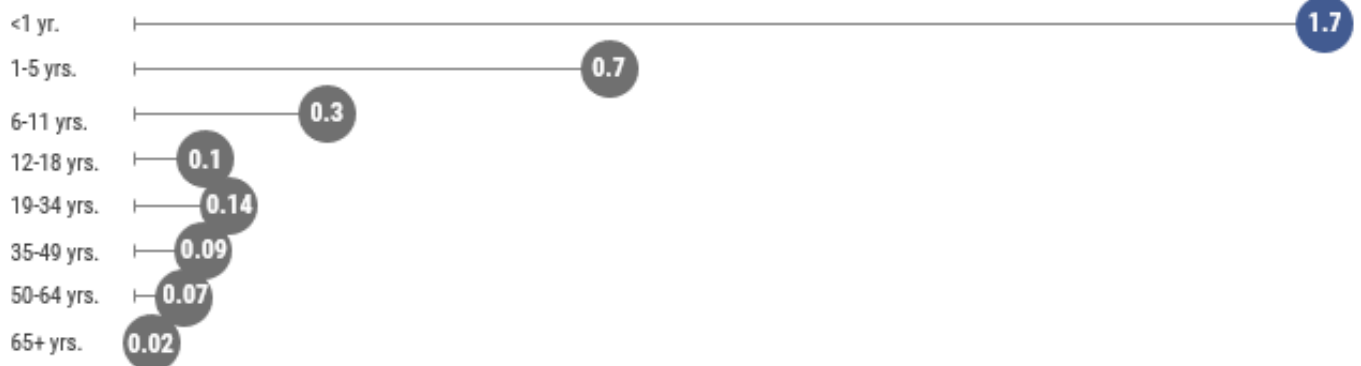 <1 yr. 1.7
1-5 yrs. 0.7
6-11 yrs. 0.3
12-18 yrs. 0.1
19-34 yrs. 0.14
35-49 yrs. 0.09
50-64 yrs. 0.07
65+ yrs. 0.02